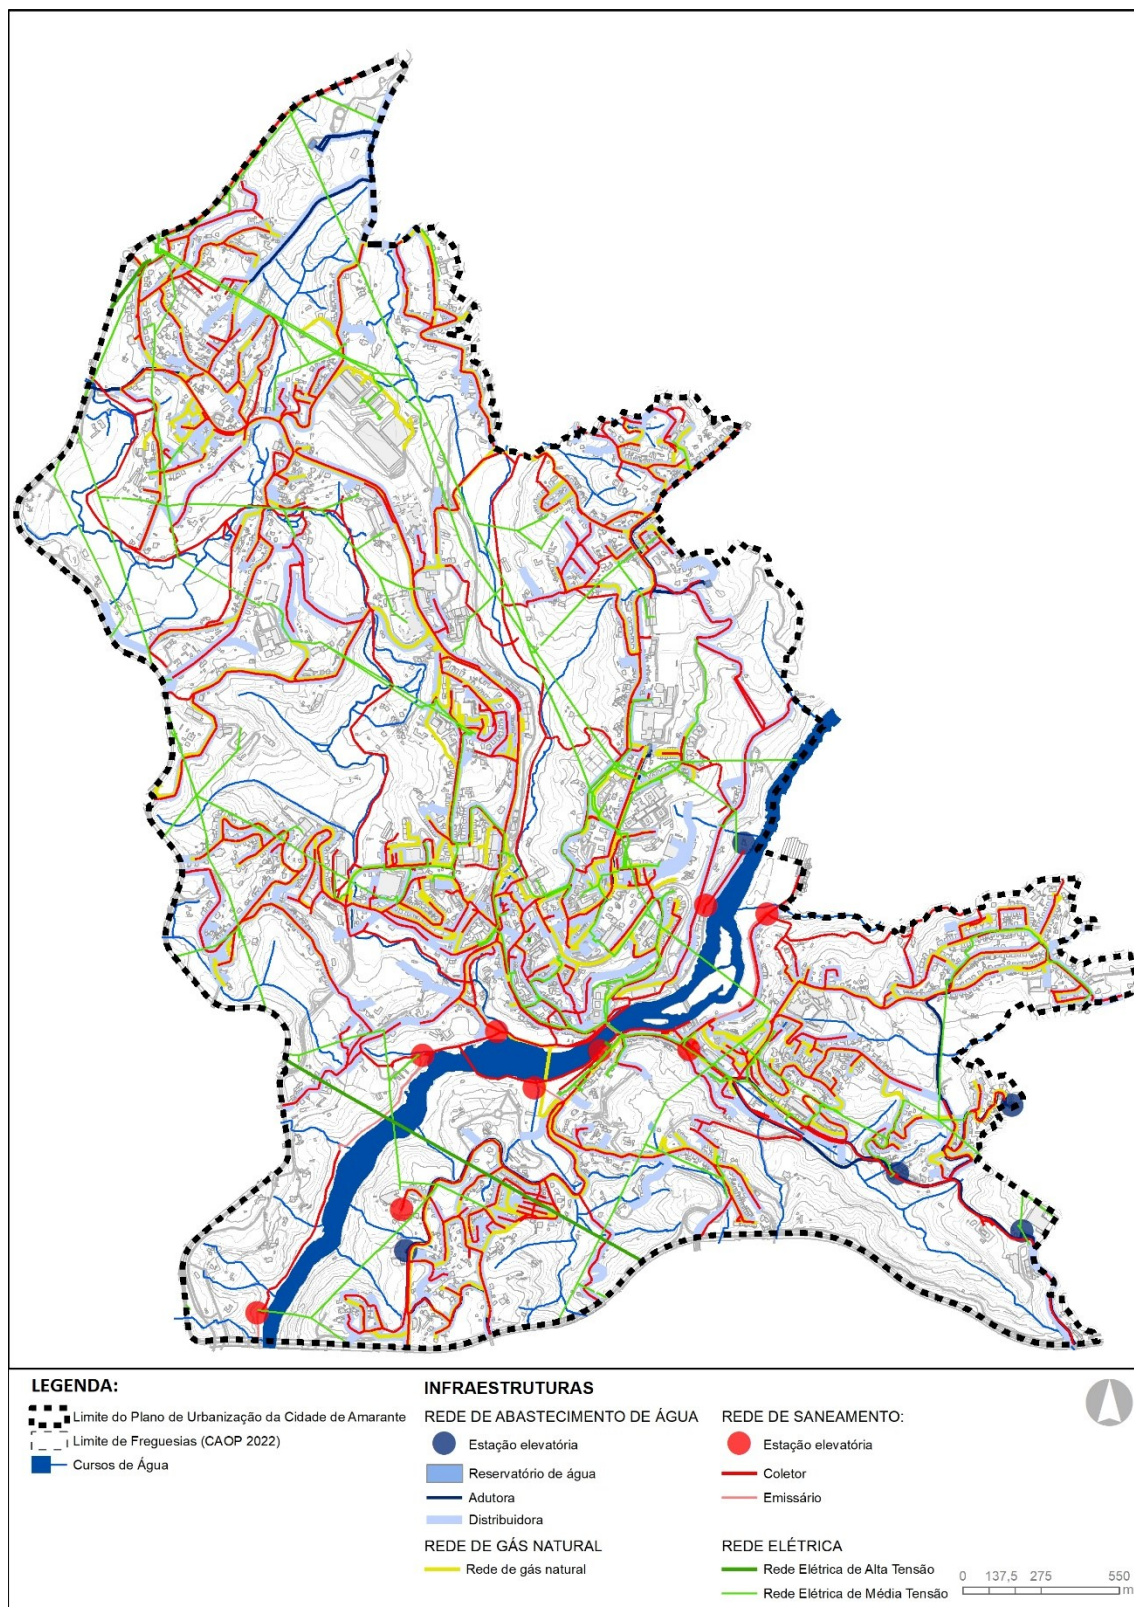 LEGENDA:
Limite do Plano de Urbanização da Cidade de Amarante
Limite de Freguesias (CAOP 2022)
Cursos de Água
INFRAESTRUTURAS
REDE DE ABASTECIMENTO DE ÁGUA
Estação elevatória
Reservatório de água
Adutora
Distribuidora
REDE DE GÁS NATURAL
Rede de gás natural
REDE DE SANEAMENTO:
Estação elevatória
Coletor
Emissário
REDE ELÉTRICA
Rede Elétrica de Alta Tensão
Rede Elétrica de Média Tensão
0 137,5 275 550
m